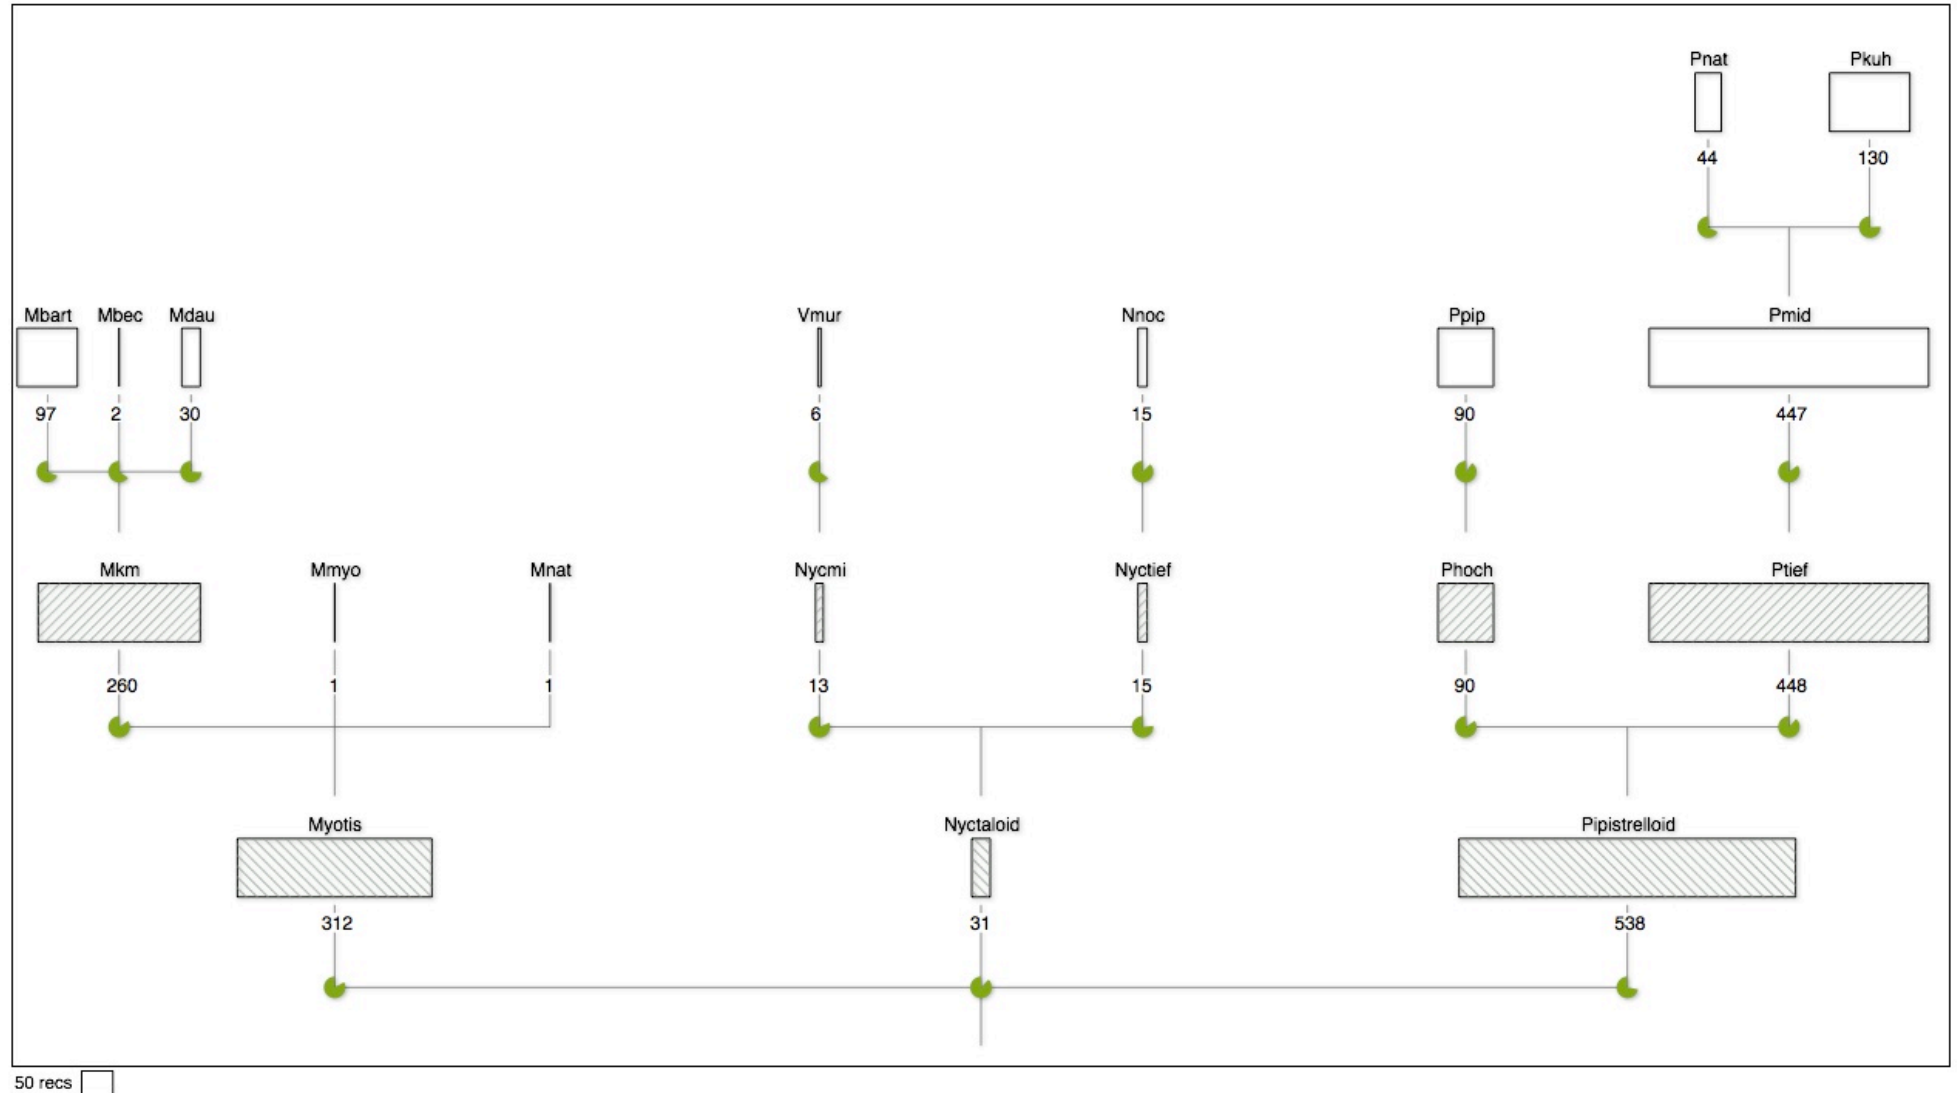 Pnat Pkuh
44 130
Mbart Mbec Mdau Vmur Nnoc Ppip Pmid
97 2 30 6 15 90 447
Mkm Mmyo Mnat Nycmi Nyctief Phoch Ptief
260 1 1 13 15 90 448
Myotis Nyctaloid Pipistrelloid
312 31 538
50 recs